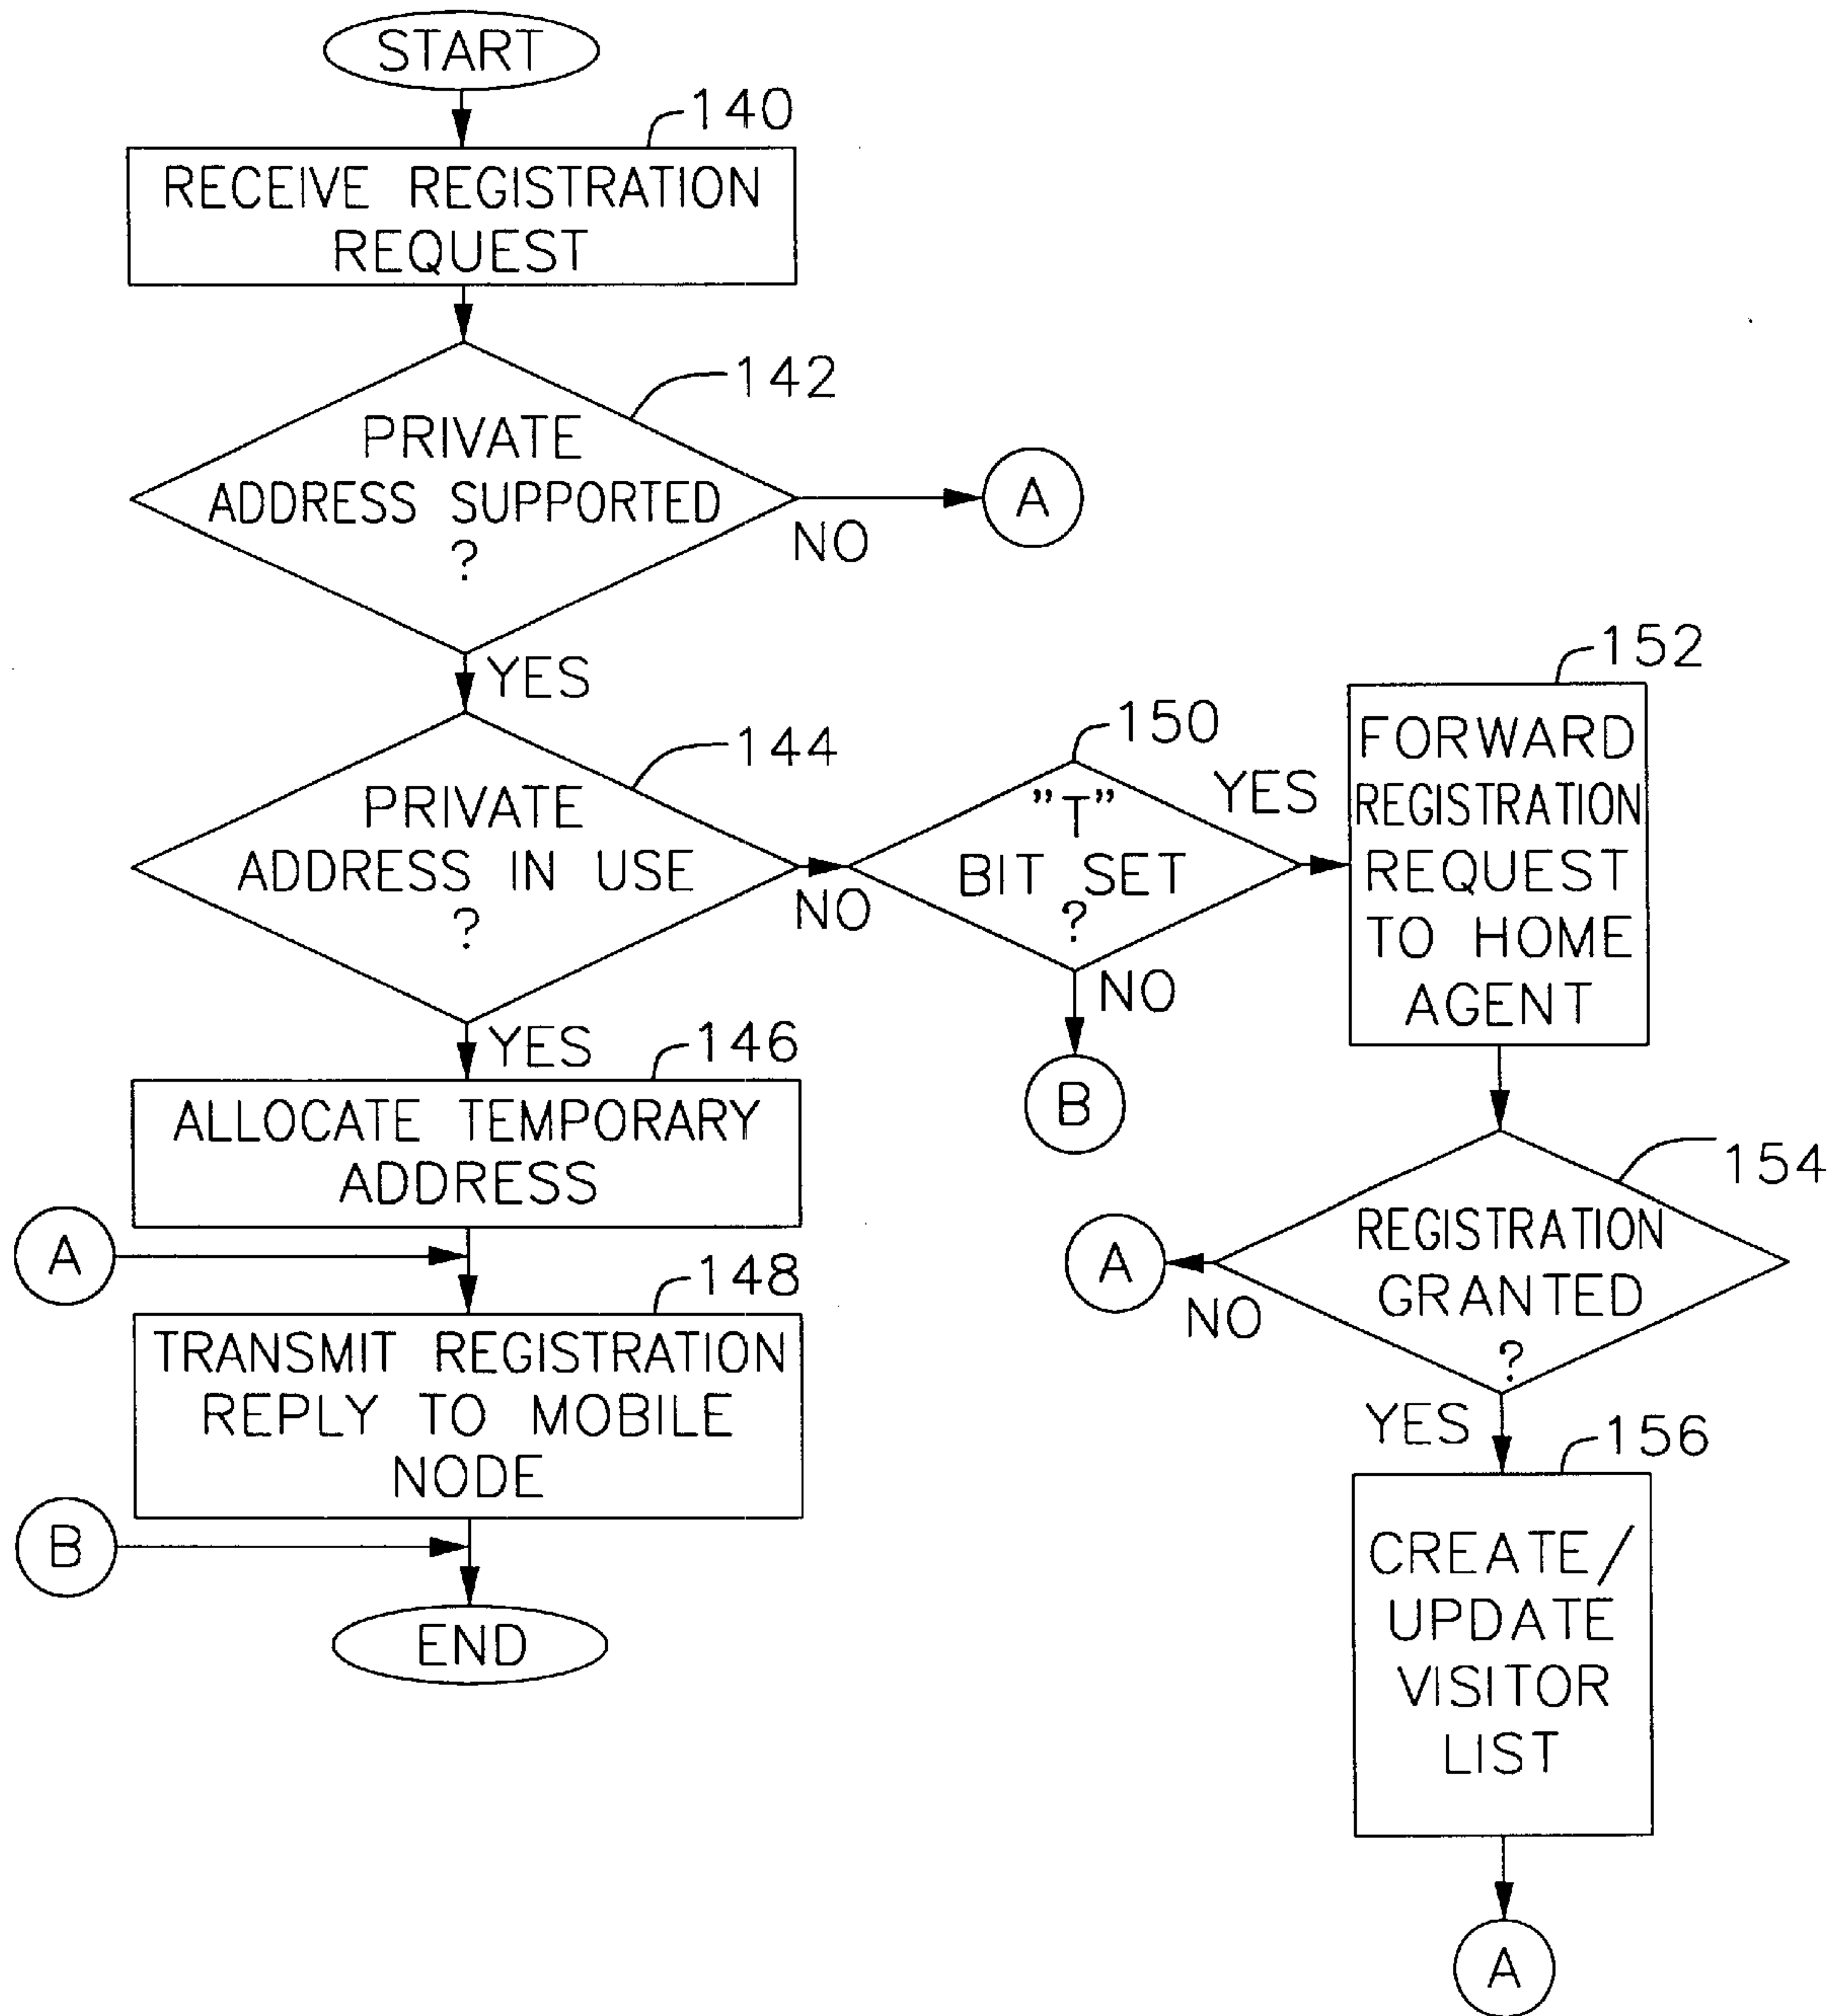 START
140
RECEIVE REGISTRATION
REQUEST
142
PRIVATE
ADDRESS SUPPORTED
?
NO
A
YES
144
PRIVATE
ADDRESS IN USE
?
NO
150
"T"
BIT SET
?
YES
NO
B
152
FORWARD
REGISTRATION
REQUEST
TO HOME
AGENT
YES
146
ALLOCATE TEMPORARY
ADDRESS
A
148
TRANSMIT REGISTRATION
REPLY TO MOBILE
NODE
B
END
154
REGISTRATION
GRANTED
?
NO
A
YES
156
CREATE/
UPDATE
VISITOR
LIST
A